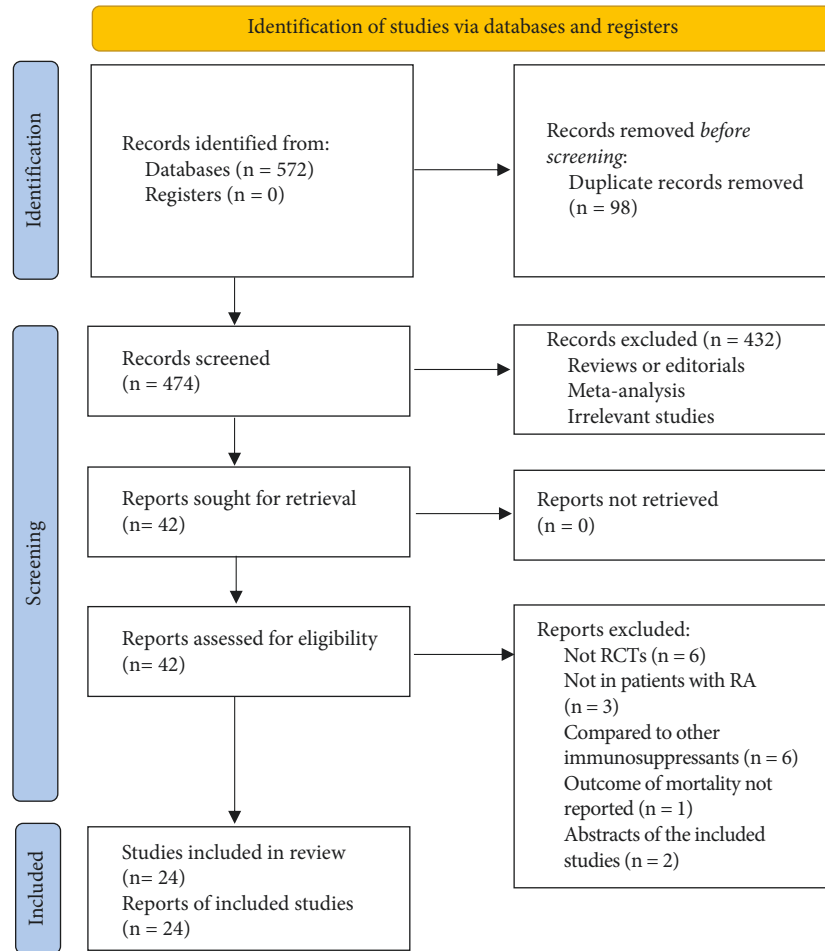 Identification of studies via databases and registers
Identification
Records identified from:
Databases (n = 572)
Registers (n = 0)
Records removed before
screening:
Duplicate records removed
(n = 98)
Screening
Records screened
(n = 474)
Records excluded (n = 432)
Reviews or editorials
Meta-analysis
Irrelevant studies
Reports sought for retrieval
(n= 42)
Reports not retrieved
(n = 0)
Reports assessed for eligibility
(n= 42)
Reports excluded:
Not RCTs (n = 6)
Not in patients with RA
(n = 3)
Compared to other
immunosuppressants (n = 6)
Outcome of mortality not
reported (n = 1)
Abstracts of the included
studies (n = 2)
Included
Studies included in review
(n= 24)
Reports of included studies
(n = 24)